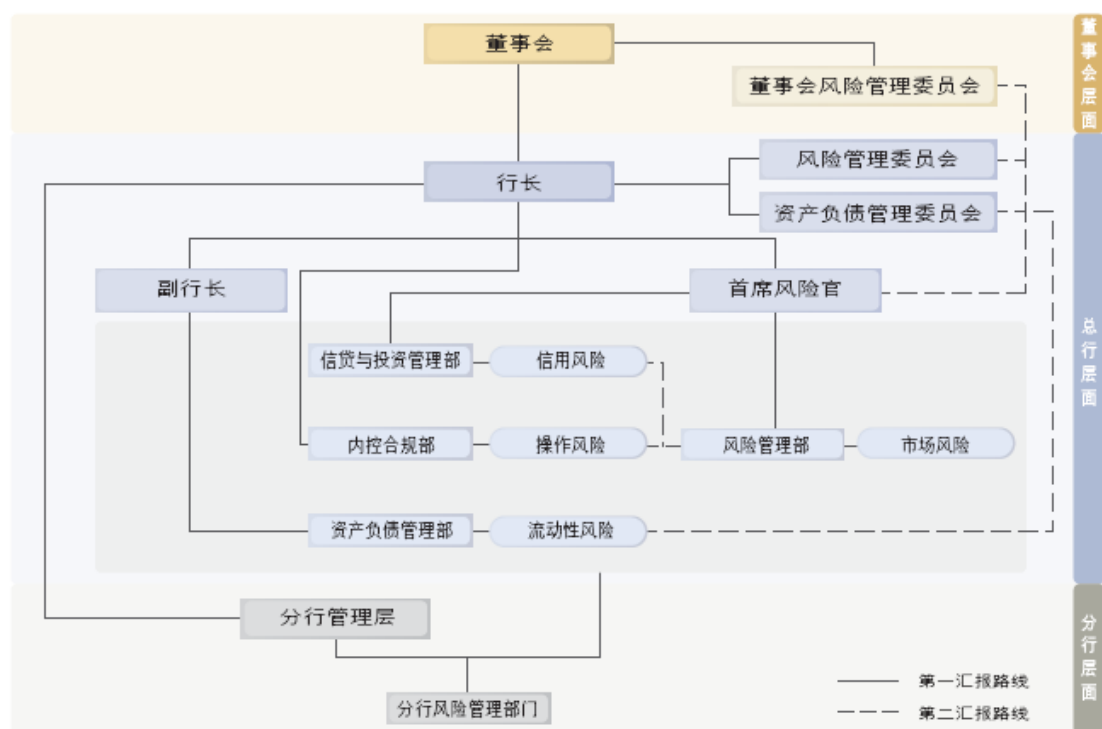 董事会
董事会风险管理委员会
董事会层面
行长
风险管理委员会
资产负债管理委员会
副行长
首席风险官
总行层面
信贷与投资管理部
信用风险
内控合规部
操作风险
风险管理部
市场风险
资产负债管理部
流动性风险
分行管理层
分行层面
分行风险管理部门
第一汇报路线
第二汇报路线